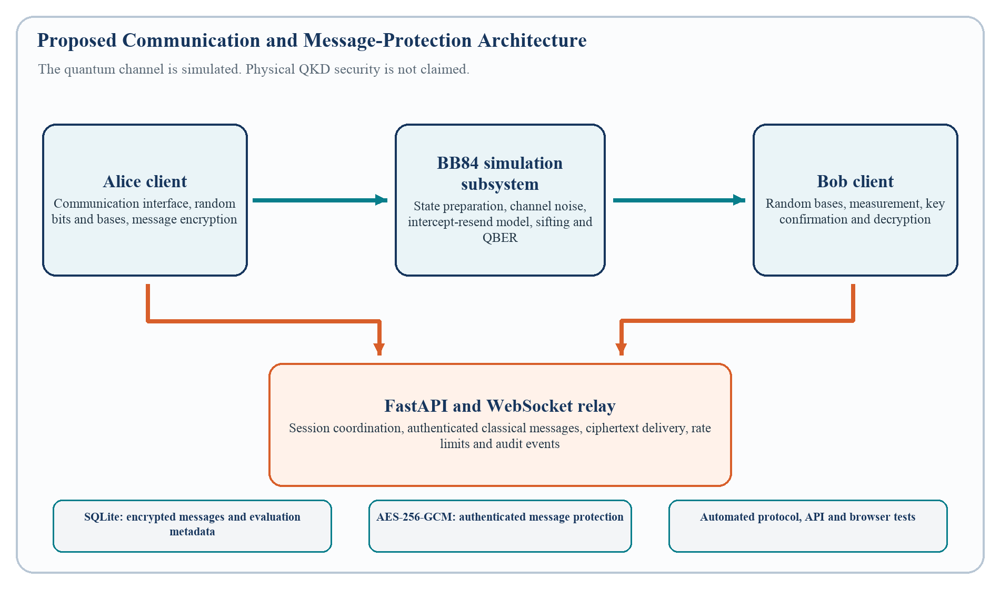 Proposed Communication and Message-Protection Architecture
The quantum channel is simulated. Physical QKD security is not claimed.
Alice client
Communication interface, random
bits and bases, message encryption
BB84 simulation
subsystem
State preparation, channel noise,
intercept-resend model, sifting and
QBER
Bob client
Random bases, measurement, key
confirmation and decryption
FastAPI and WebSocket relay
Session coordination, authenticated classical messages, ciphertext delivery, rate
limits and audit events
SQLite: encrypted messages and evaluation
metadata
AES-256-GCM: authenticated message protection
Automated protocol, API and browser tests